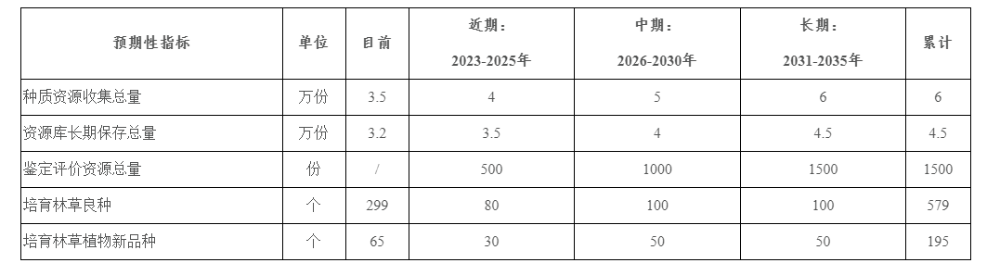 预期性指标 单位 目前 近期: 中期: 长期: 累计
2023-2025年 2026-2030年 2031-2035年
种质资源收集总量 万份 3.5 4 5 6 6
资源库长期保存总量 万份 3.2 3.5 4 4.5 4.5
鉴定评价资源总量 份 / 500 1000 1500 1500
培育林草良种 个 299 80 100 100 579
培育林草植物新品种 个 65 30 50 50 195